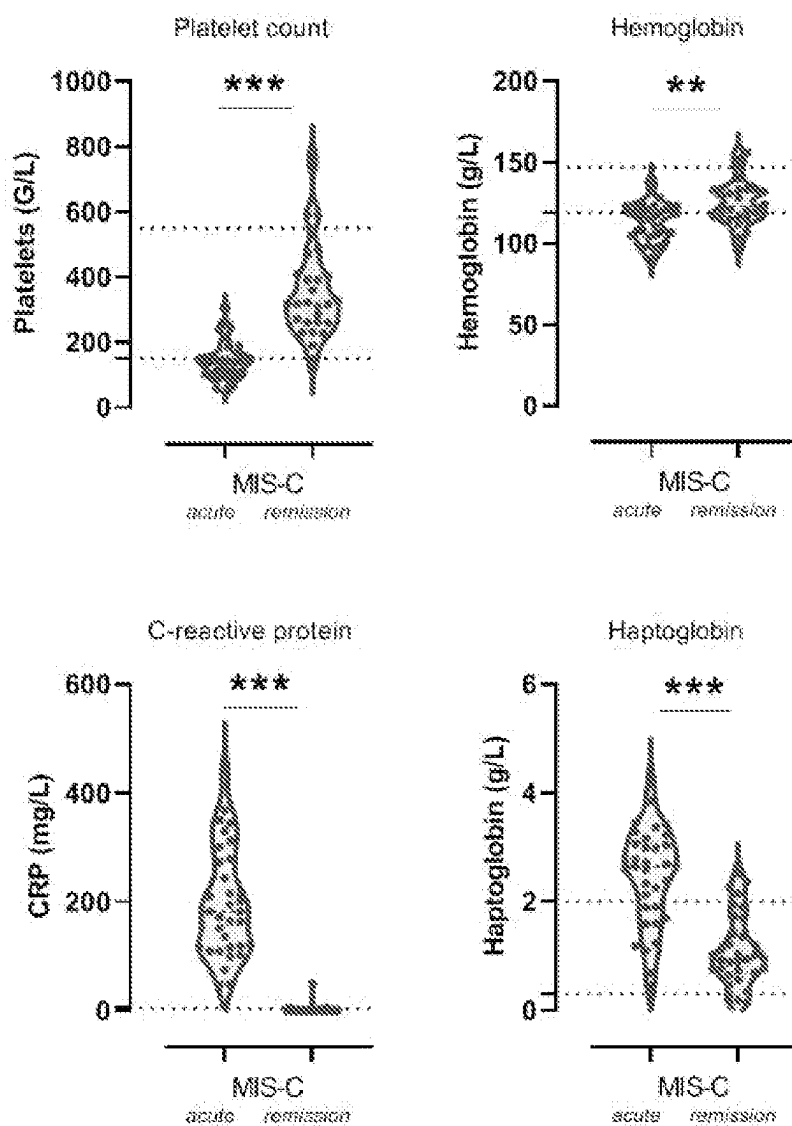 Platelet count
1000
800
600
400
200
0
Platelets (G/L)
***
MIS-C
acute remission
Hemoglobin
200
150
100
50
0
Hemoglobin (g/L)
**
MIS-C
acute remission
C-reactive protein
600
400
200
0
CRP (mg/L)
***
MIS-C
acute remission
Haptoglobin
6
4
2
0
Haptoglobin (g/L)
***
MIS-C
acute remission